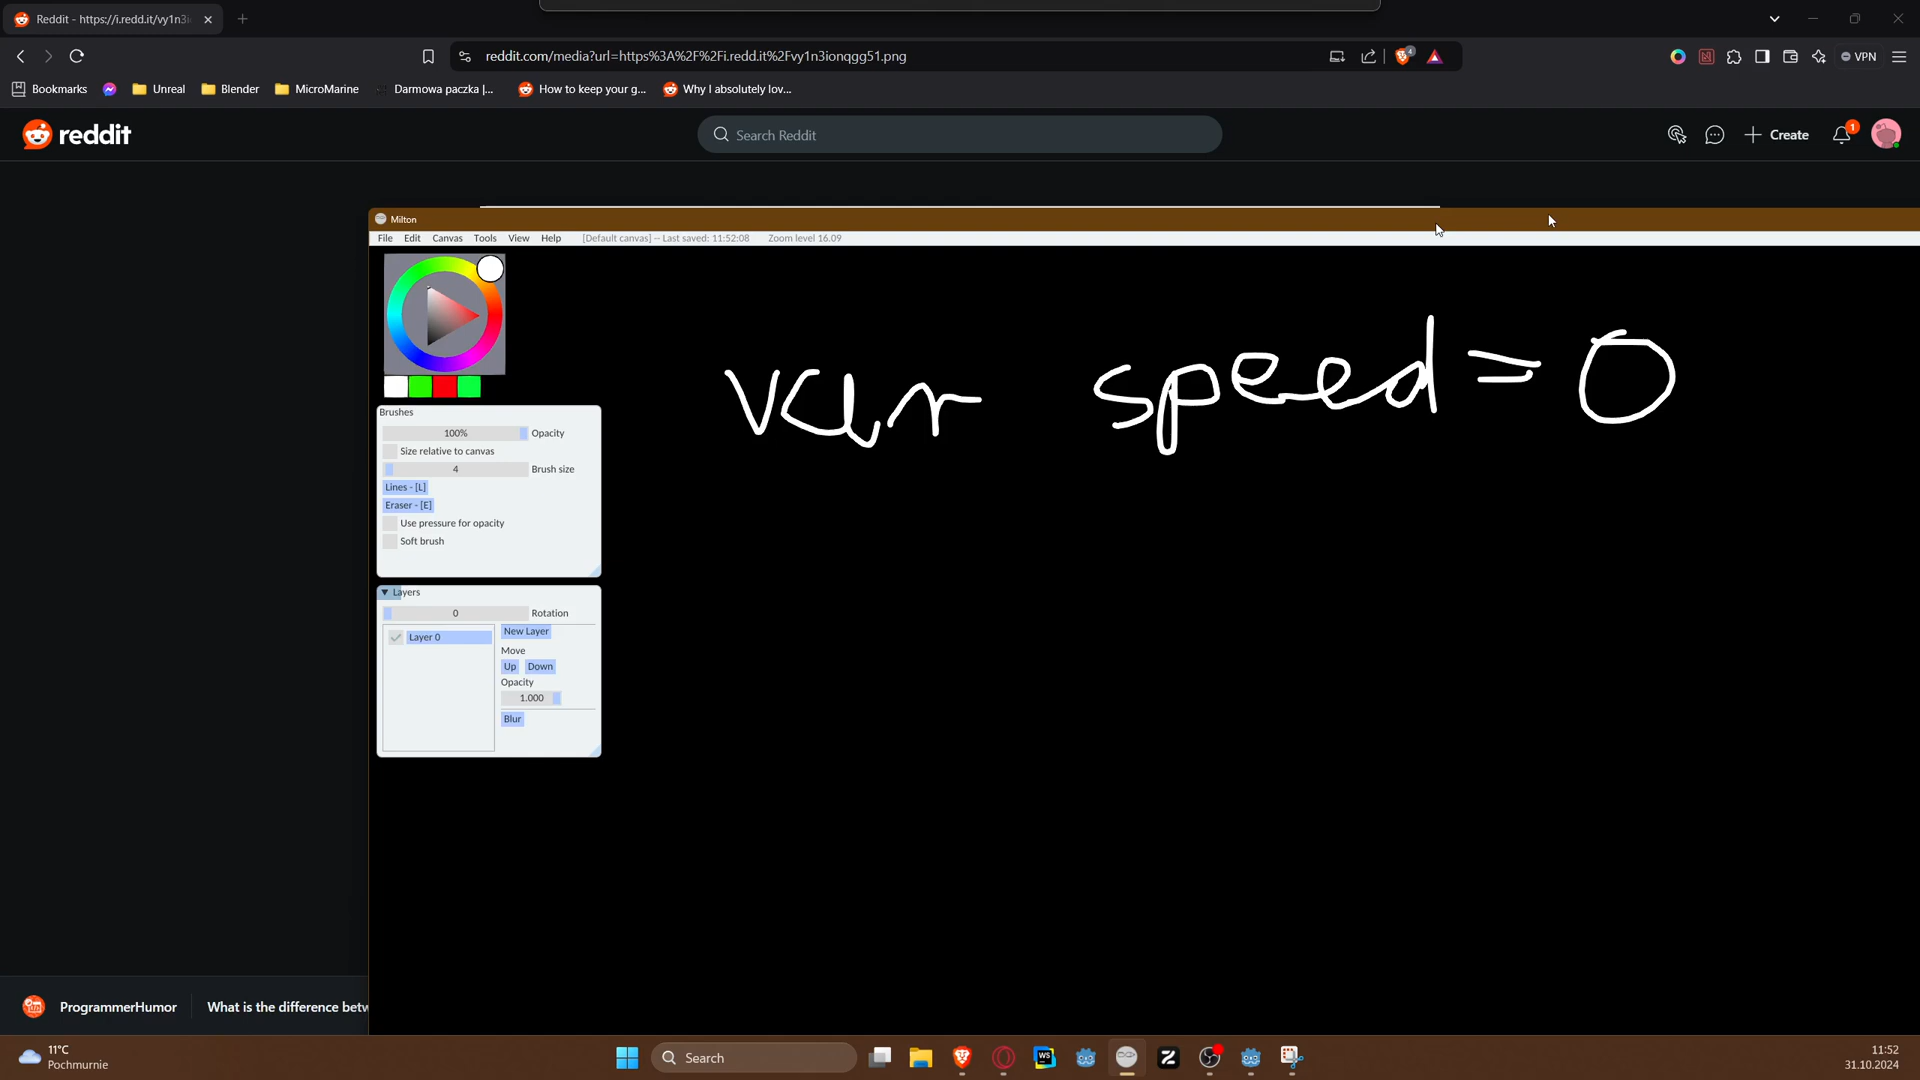 Reddit - https://i.redd.it/vy1n3i
reddit.com/media?url=https%3A%2F%2Fi.redd.it%2Fvy1n3ionqgg51.png
4
VPN
Bookmarks
Unreal
Blender
MicroMarine
Darmowa paczka |...
How to keep your g...
Why I absolutely lov...
reddit
Search Reddit
Create
1
Milton
File Edit Canvas Tools View Help [Default canvas] -- Last saved: 11:52:08 Zoom level 16.09
var speed = 0
Brushes
100% Opacity
Size relative to canvas
4 Brush size
Lines - [L]
Eraser - [E]
Use pressure for opacity
Soft brush
Layers
0 Rotation
Layer 0
New Layer
Move
Up Down
Opacity
1.000
Blur
ProgrammerHumor
What is the difference betw
11°C
Pochmurnie
Search
WS
Z
11:52
31.10.2024